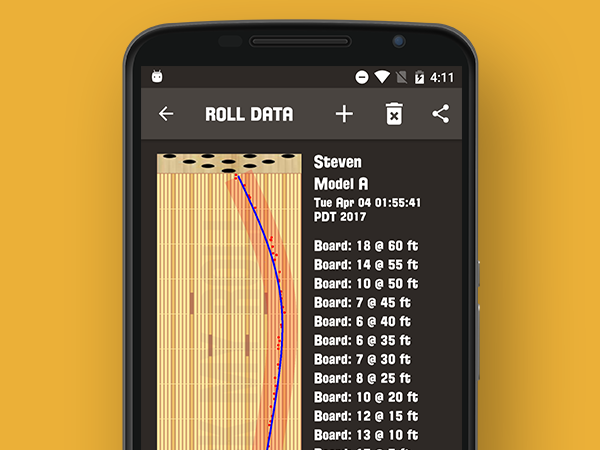 4:11
ROLL DATA
Steven
Model A
Tue Apr 04 01:55:41
PDT 2017
Board: 18 @ 60 ft
Board: 14 @ 55 ft
Board: 10 @ 50 ft
Board: 7 @ 45 ft
Board: 6 @ 40 ft
Board: 6 @ 35 ft
Board: 7 @ 30 ft
Board: 8 @ 25 ft
Board: 10 @ 20 ft
Board: 12 @ 15 ft
Board: 13 @ 10 ft